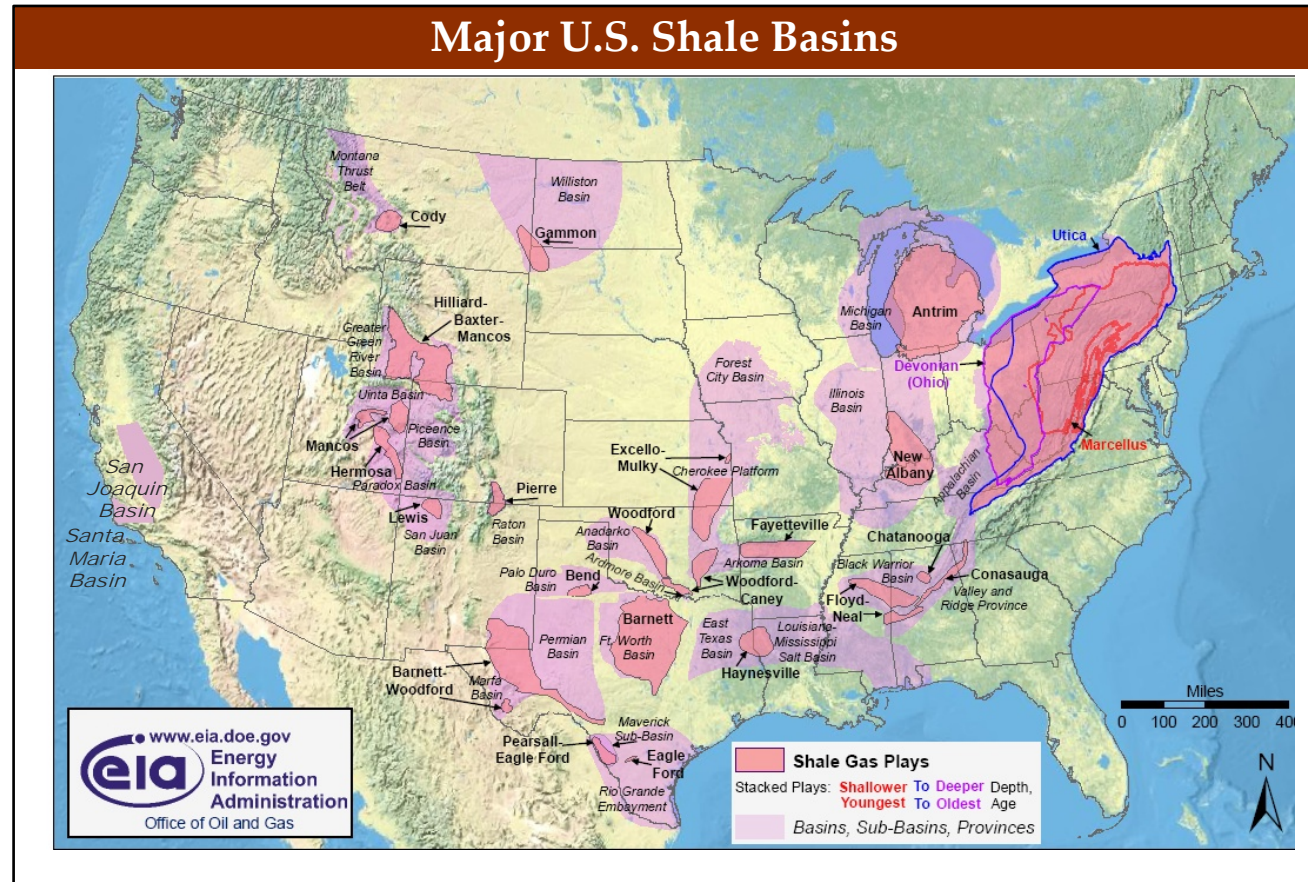 Major U.S. Shale Basins
Montana
Thrust
Belt
Cody
Williston
Basin
Gammon
Hilliard-
Baxter-
Mancos
Greater
Green
River
Basin
Uinta Basin
Mancos
Piceance
Basin
Hermosa
Paradox Basin
Lewis
San Juan
Basin
Pierre
Raton
Basin
San
Joaquin
Basin
Santa
Maria
Basin
Forest
City Basin
Excello-
Mulky
Cherokee Platform
Woodford
Anadarko
Basin
Ardmore Basin
Palo Duro
Basin
Bend
Fayetteville
Arkoma Basin
Woodford-
Caney
Barnett
Ft. Worth
Basin
Permian
Basin
Barnett-
Woodford
Marfa
Basin
East
Texas
Basin
Haynesville
Louisiana-
Mississippi
Salt Basin
Maverick
Sub-Basin
Pearsall-
Eagle Ford
Eagle
Ford
Rio Grande
Embayment
Michigan
Basin
Antrim
Illinois
Basin
New
Albany
Utica
Devonian
(Ohio)
Marcellus
Appalachian
Basin
Chatanooga
Black Warrior
Basin
Conasauga
Valley and
Ridge Province
Floyd-
Neal
www.eia.doe.gov
eia
Energy
Information
Administration
Office of Oil and Gas
Shale Gas Plays
Stacked Plays: Shallower To Deeper Depth,
Youngest To Oldest Age
Basins, Sub-Basins, Provinces
Miles
0 100 200 300 400
N